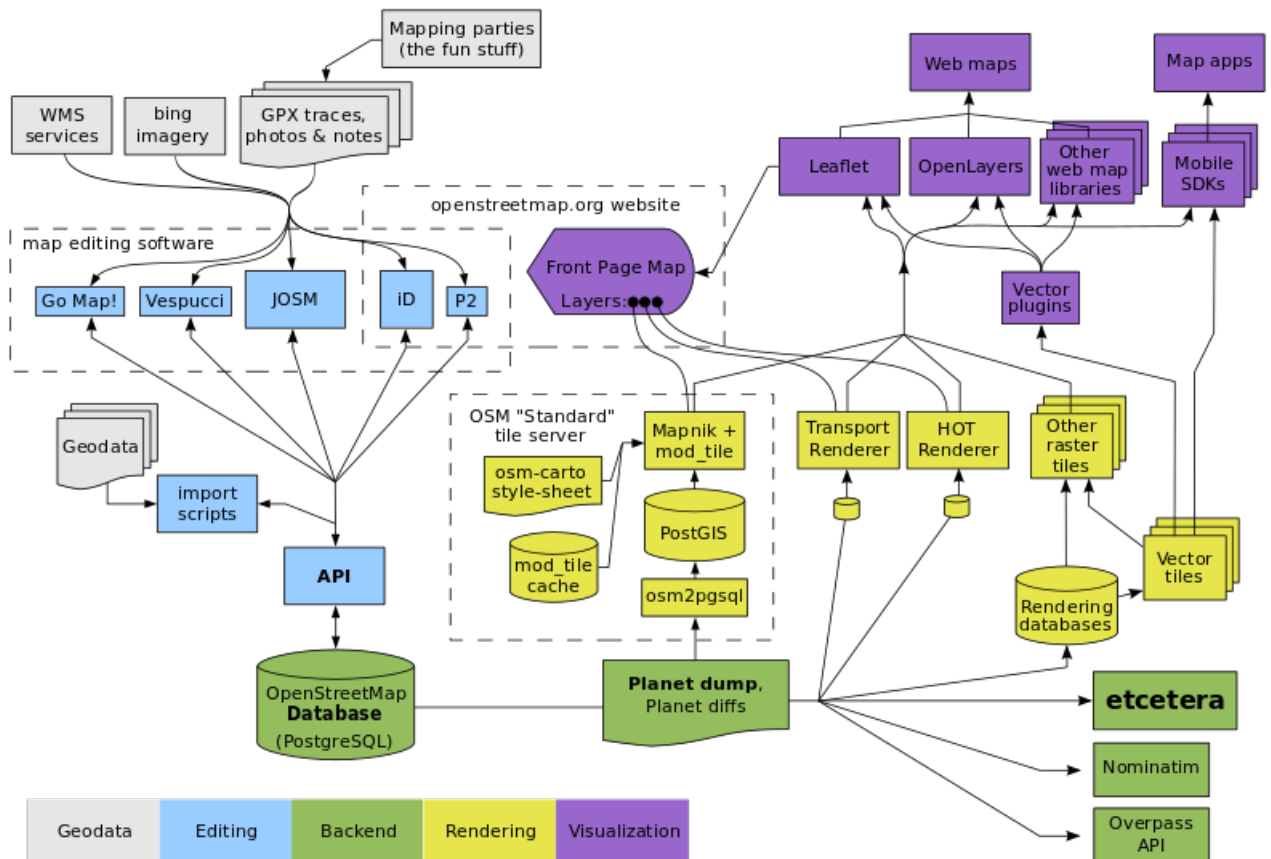 Mapping parties
(the fun stuff)
WMS
services
bing
imagery
GPX traces,
photos & notes
Web maps
Map apps
Leaflet
OpenLayers
Other
web map
libraries
Mobile
SDKs
openstreetmap.org website
map editing software
Front Page Map
Layers:
Go Map!
Vespucci
JOSM
iD
P2
Vector
plugins
OSM "Standard"
tile server
Mapnik +
mod_tile
Transport
Renderer
HOT
Renderer
Other
raster
tiles
Geodata
import
scripts
osm-carto
style-sheet
PostGIS
mod_tile
cache
osm2pgsql
Vector
tiles
Rendering
databases
API
OpenStreetMap
Database
(PostgreSQL)
Planet dump,
Planet diffs
etcetera
Nominatim
Overpass
API
Geodata
Editing
Backend
Rendering
Visualization